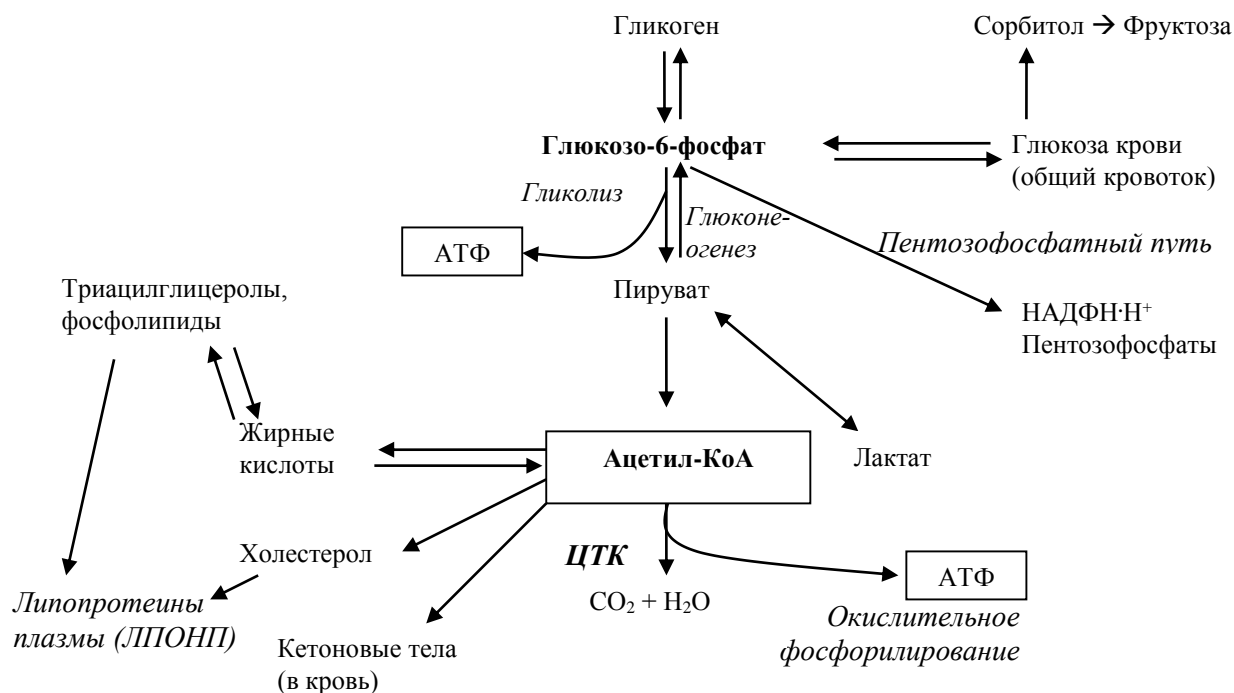 Гликоген
Сорбитол → Фруктоза
Глюкозо-6-фосфат
Глюкоза крови
(общий кровоток)
Гликолиз
Глюконе-
огенез
Пентозофосфатный путь
АТФ
Пируват
Триацилглицеролы,
фосфолипиды
НАДФН·Н⁺
Пентозофосфаты
Жирные
кислоты
Ацетил-КоА
Лактат
Холестерол
ЦТК
АТФ
CO₂ + H₂O
Липопротеины
плазмы (ЛПОНП)
Окислительное
фосфорилирование
Кетоновые тела
(в кровь)